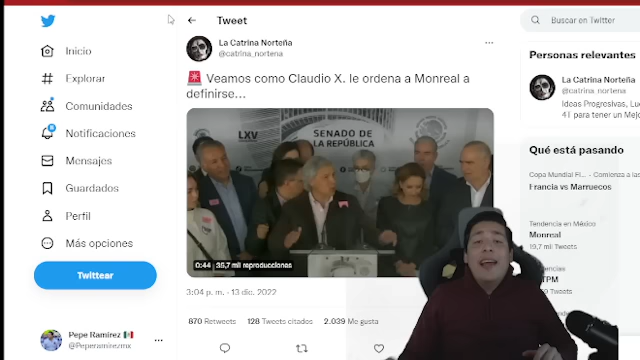 Tweet
Inicio
Explorar
Comunidades
Notificaciones
Mensajes
Guardados
Perfil
Más opciones
Twittear
Pepe Ramírez
@Peperamirezmx
La Catrina Norteña
@catrina_nortena
Veamos como Claudio X. le ordena a Monreal a
definirse...
LXV
SENADO DE
LA REPÚBLICA
0:44
35,7 mil reproducciones
3:04 p. m. · 13 dic. 2022
870 Retweets 128 Tweets citados 2.039 Me gusta
Buscar en Twitter
Personas relevantes
La Catrina Norteña
@catrina_nortena
Ideas Progresivas, Luc
4T para tener un Mejo
Qué está pasando
Copa Mundial Fi... · Comienza a las
Francia vs Marruecos
Tendencia en México
Monreal
19,7 mil Tweets
Tweets